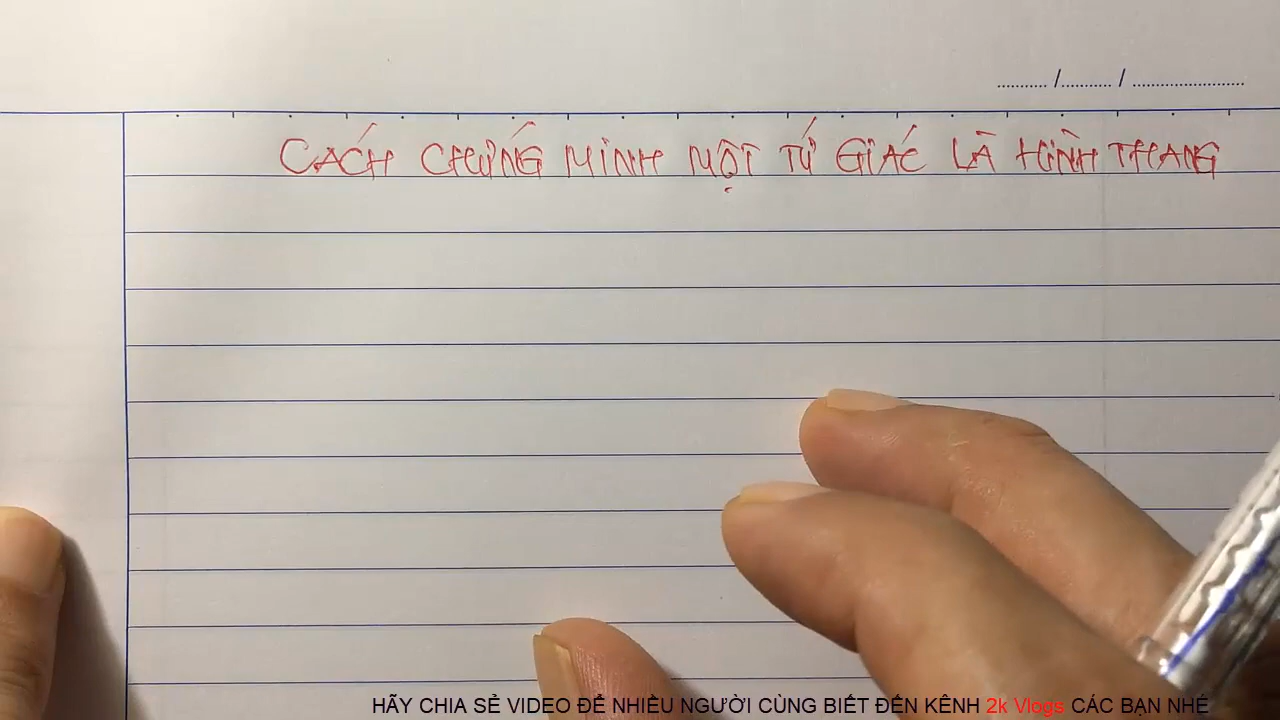 ......... /......... / ....................
CÁCH CHỨNG MINH MỘT TỨ GIÁC LÀ HÌNH THANG
HÃY CHIA SẺ VIDEO ĐỂ NHIỀU NGƯỜI CÙNG BIẾT ĐẾN KÊNH 2k Vlogs CÁC BẠN NHÉ